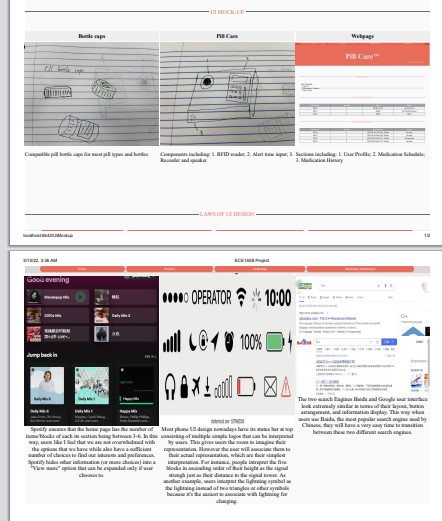 UI MOCK-UP
Bottle caps
Pill Care
Webpage
Pill bottle caps
Pill Care™
Compatible pill bottle caps for most pill types and bottles
Components including: 1. RFID reader; 2. Alert time input; 3.
Recorder and speaker
Sections including: 1. User Profile; 2. Medication Schedule;
3. Medication History
LAWS OF UI DESIGN
1/2
5/10/22, 3:36 AM
ECE140B Project
Good evening
Mandopop Mix
2010s Mix
Daily Mix 3
Jump back in
SEE ALL
Daily Mix 6
Daily Mix 1
Happy Mix
OPERATOR
10:00
100%
Spotify ensures that the home page has the number of
items/blocks of each its section being between 3-6. In this
way, users like I feel that we are not overwhelmed with
the options that we have while also have a sufficient
number of choices to find our interests and preferences.
Spotify hides other information (or more choices) into a
"View more" option that can be expanded only if user
chooses to.
Most phone UI design nowadays have its status bar at top
consisting of multiple simple logos that can be interpreted
by users. This gives users the room to imagine their
representation. However the user will associate them to
their actual representation, which are their simplest
interpretation. For instance, people interpret the five
blocks in ascending order of their height as the signal
strengh just as their distance to the signal tower. As
another example, users interpret the lightning symbol as
the lightning instead of two triangles or other symbols
because it's the easiest to associate with lightning for
charging.
The two search Engines Baidu and Google user interface
look extremely similar in terms of their layout, button
arrangement, and information display. This way when
users use Baidu, the most popular search engine used by
Chinese, they will have a very easy time to transition
between these two different search engines.